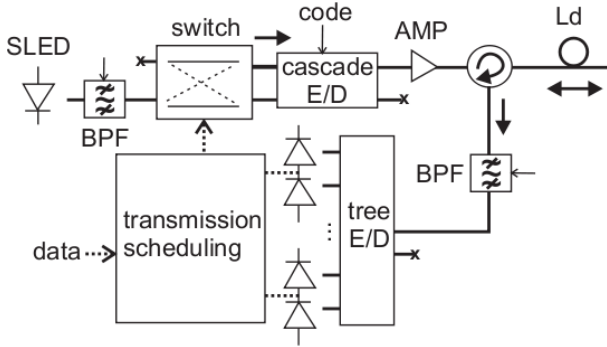 code
switch
AMP
Ld
SLED
cascade
E/D
x
x
BPF
BPF
transmission
scheduling
tree
E/D
data
x